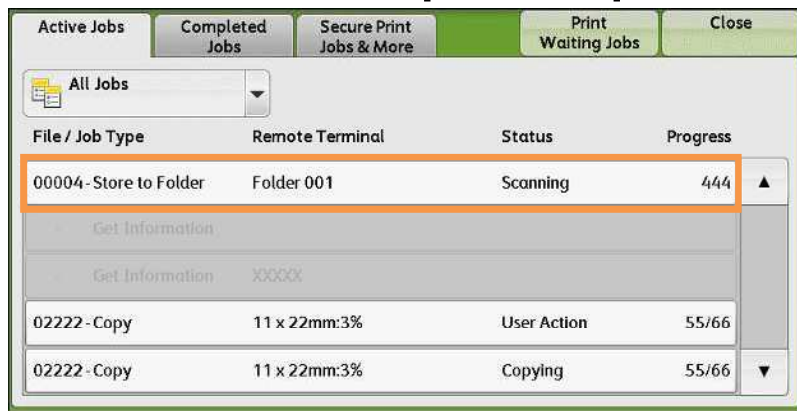 Active Jobs
Completed
Jobs
Secure Print
Jobs & More
Print
Waiting Jobs
Close
All Jobs
File / Job Type Remote Terminal Status Progress
00004 - Store to Folder Folder 001 Scanning 444
- Get Information
- Get Information XXXXX
02222 - Copy 11 x 22mm:3% User Action 55/66
02222 - Copy 11 x 22mm:3% Copying 55/66